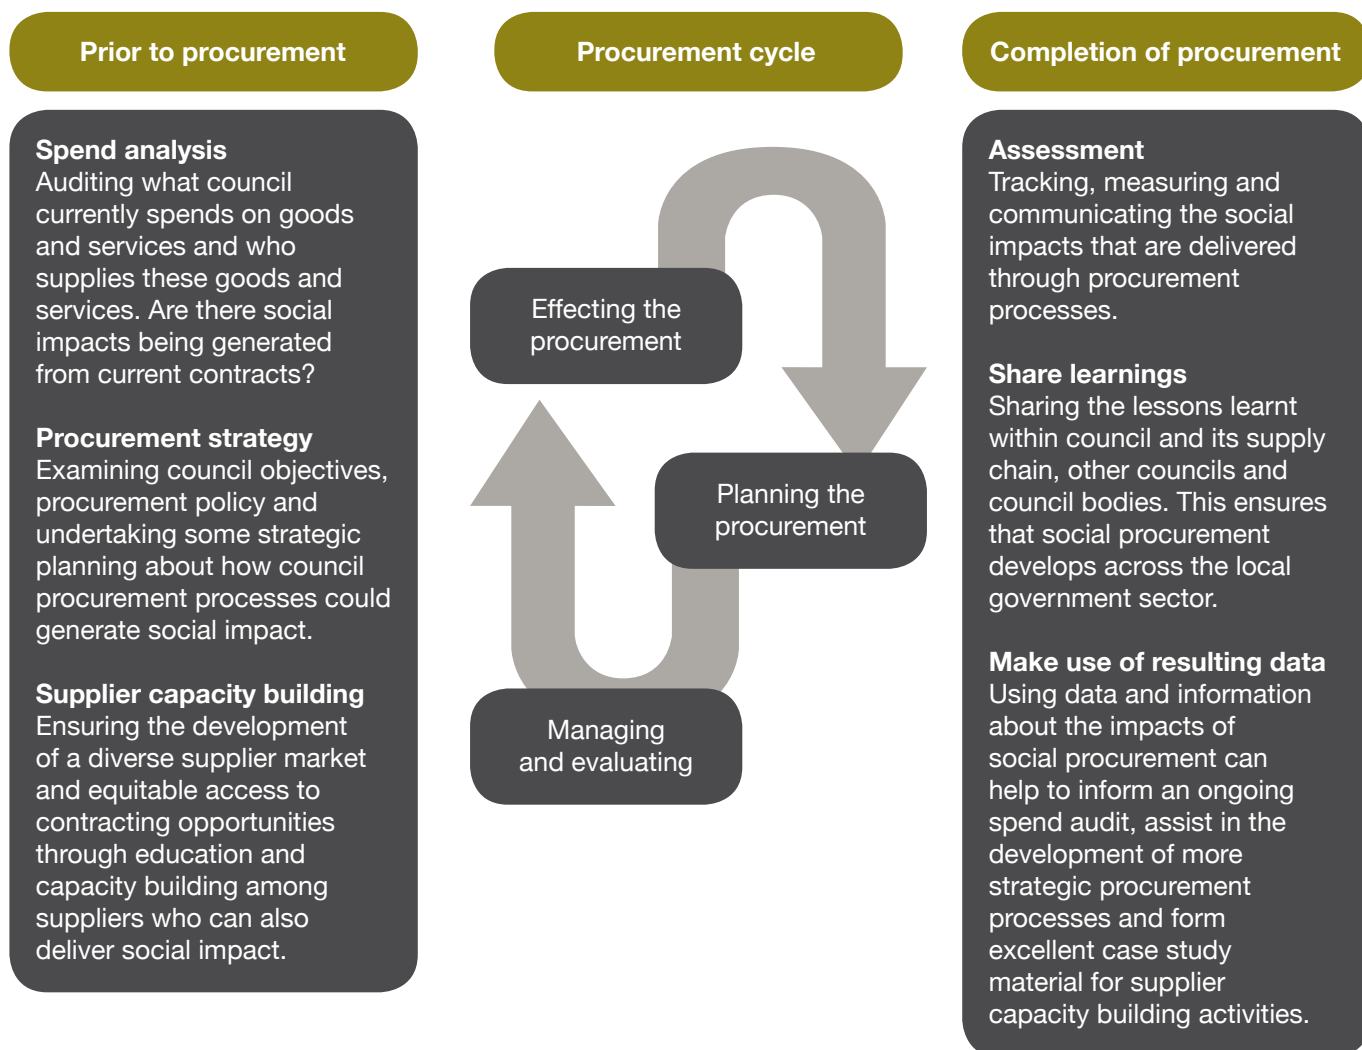 Prior to procurement
Spend analysis
Auditing what council
currently spends on goods
and services and who
supplies these goods and
services. Are there social
impacts being generated
from current contracts?
Procurement strategy
Examining council objectives,
procurement policy and
undertaking some strategic
planning about how council
procurement processes could
generate social impact.
Supplier capacity building
Ensuring the development
of a diverse supplier market
and equitable access to
contracting opportunities
through education and
capacity building among
suppliers who can also
deliver social impact.
Procurement cycle
Effecting the
procurement
Planning the
procurement
Managing
and evaluating
Completion of procurement
Assessment
Tracking, measuring and
communicating the social
impacts that are delivered
through procurement
processes.
Share learnings
Sharing the lessons learnt
within council and its supply
chain, other councils and
council bodies. This ensures
that social procurement
develops across the local
government sector.
Make use of resulting data
Using data and information
about the impacts of
social procurement can
help to inform an ongoing
spend audit, assist in the
development of more
strategic procurement
processes and form
excellent case study
material for supplier
capacity building activities.